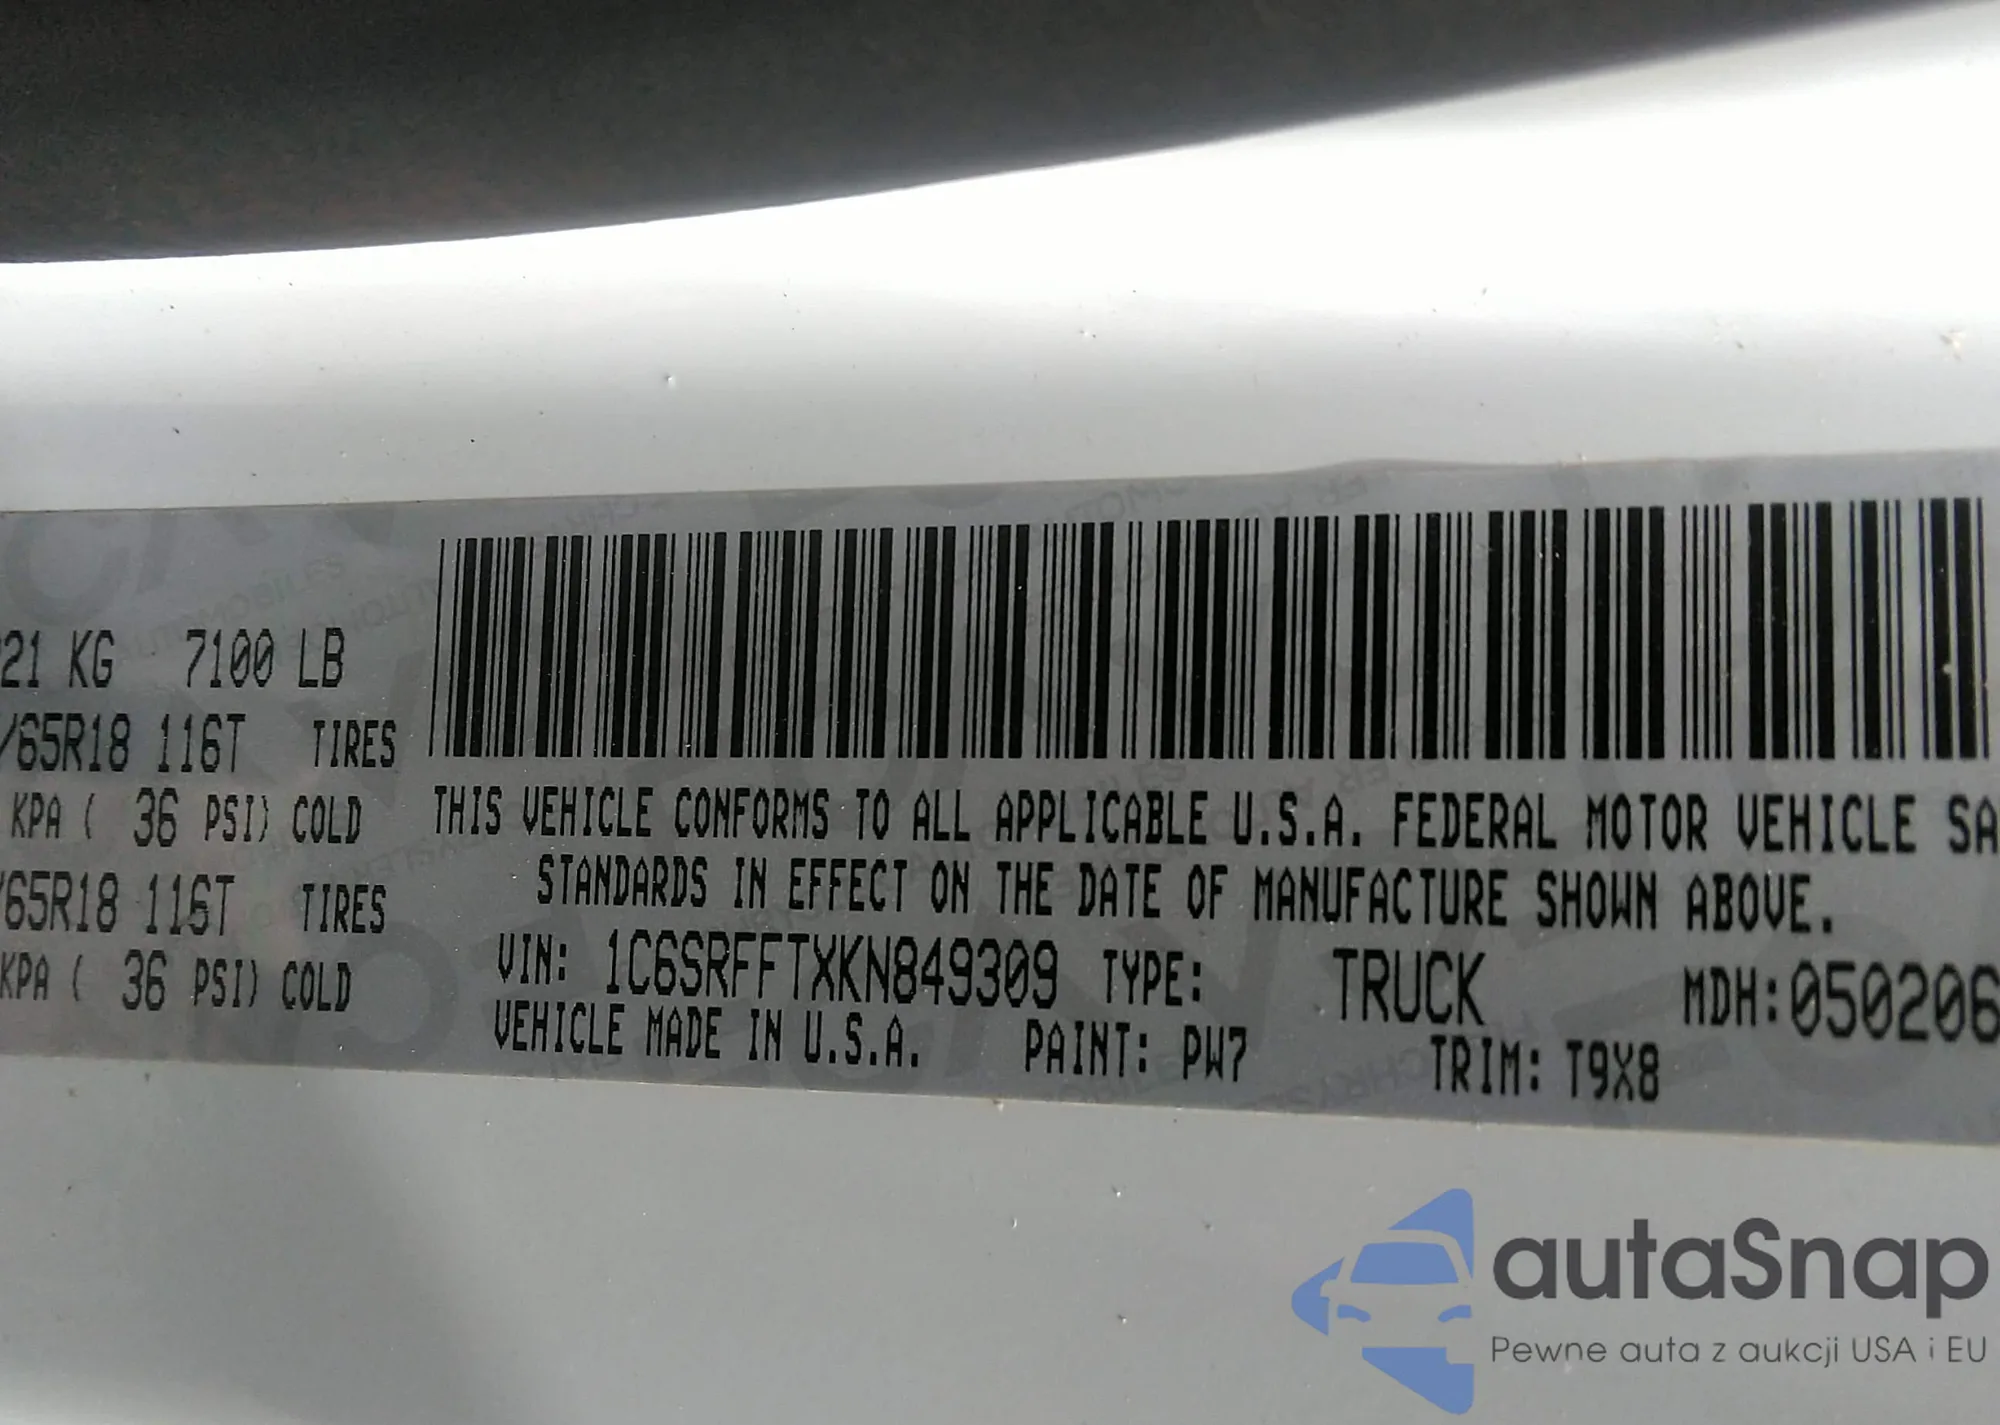 21 KG 7100 LB
/65R18 116T TIRES
KPA ( 36 PSI) COLD
/65R18 116T TIRES
KPA ( 36 PSI) COLD
THIS VEHICLE CONFORMS TO ALL APPLICABLE U.S.A. FEDERAL MOTOR VEHICLE SA
STANDARDS IN EFFECT ON THE DATE OF MANUFACTURE SHOWN ABOVE.
VIN: 1C6SRFFTXKN849309 TYPE: TRUCK MDH:050206
VEHICLE MADE IN U.S.A. PAINT: PW7 TRIM: T9X8
autaSnap
Pewne auta z aukcji USA i EU